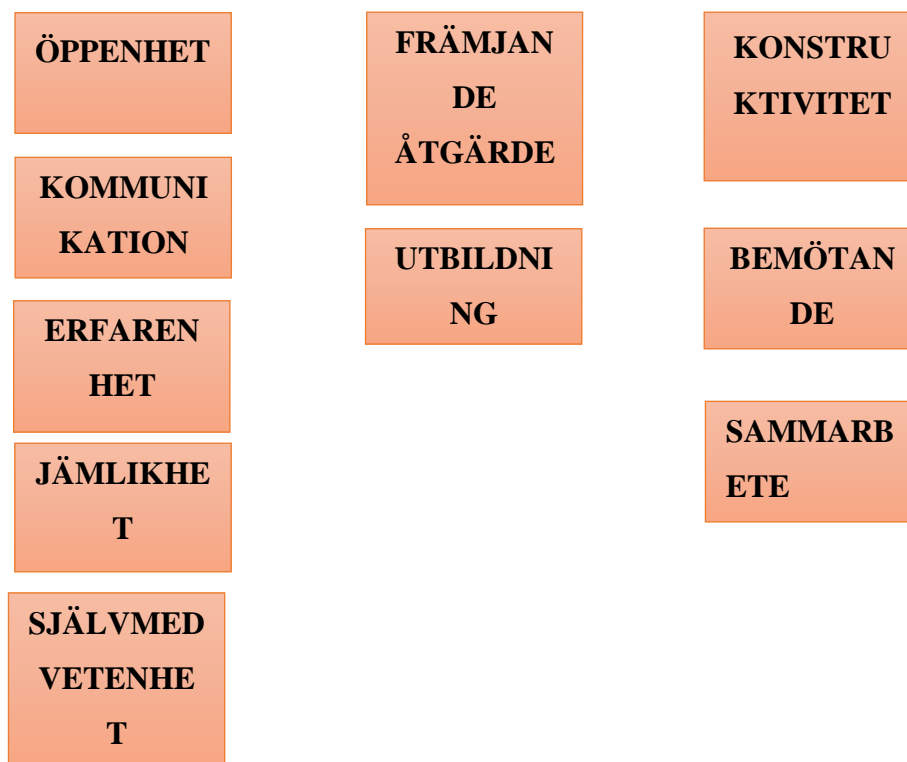 ÖPPENHET
KOMMUNI
KATION
ERFAREN
HET
JÄMLIKHE
T
SJÄLVMED
VETENHE
T
FRÄMJAN
DE
ÅTGÄRDE
UTBILDNI
NG
KONSTRU
KTIVITET
BEMÖTAN
DE
SAMMARB
ETE